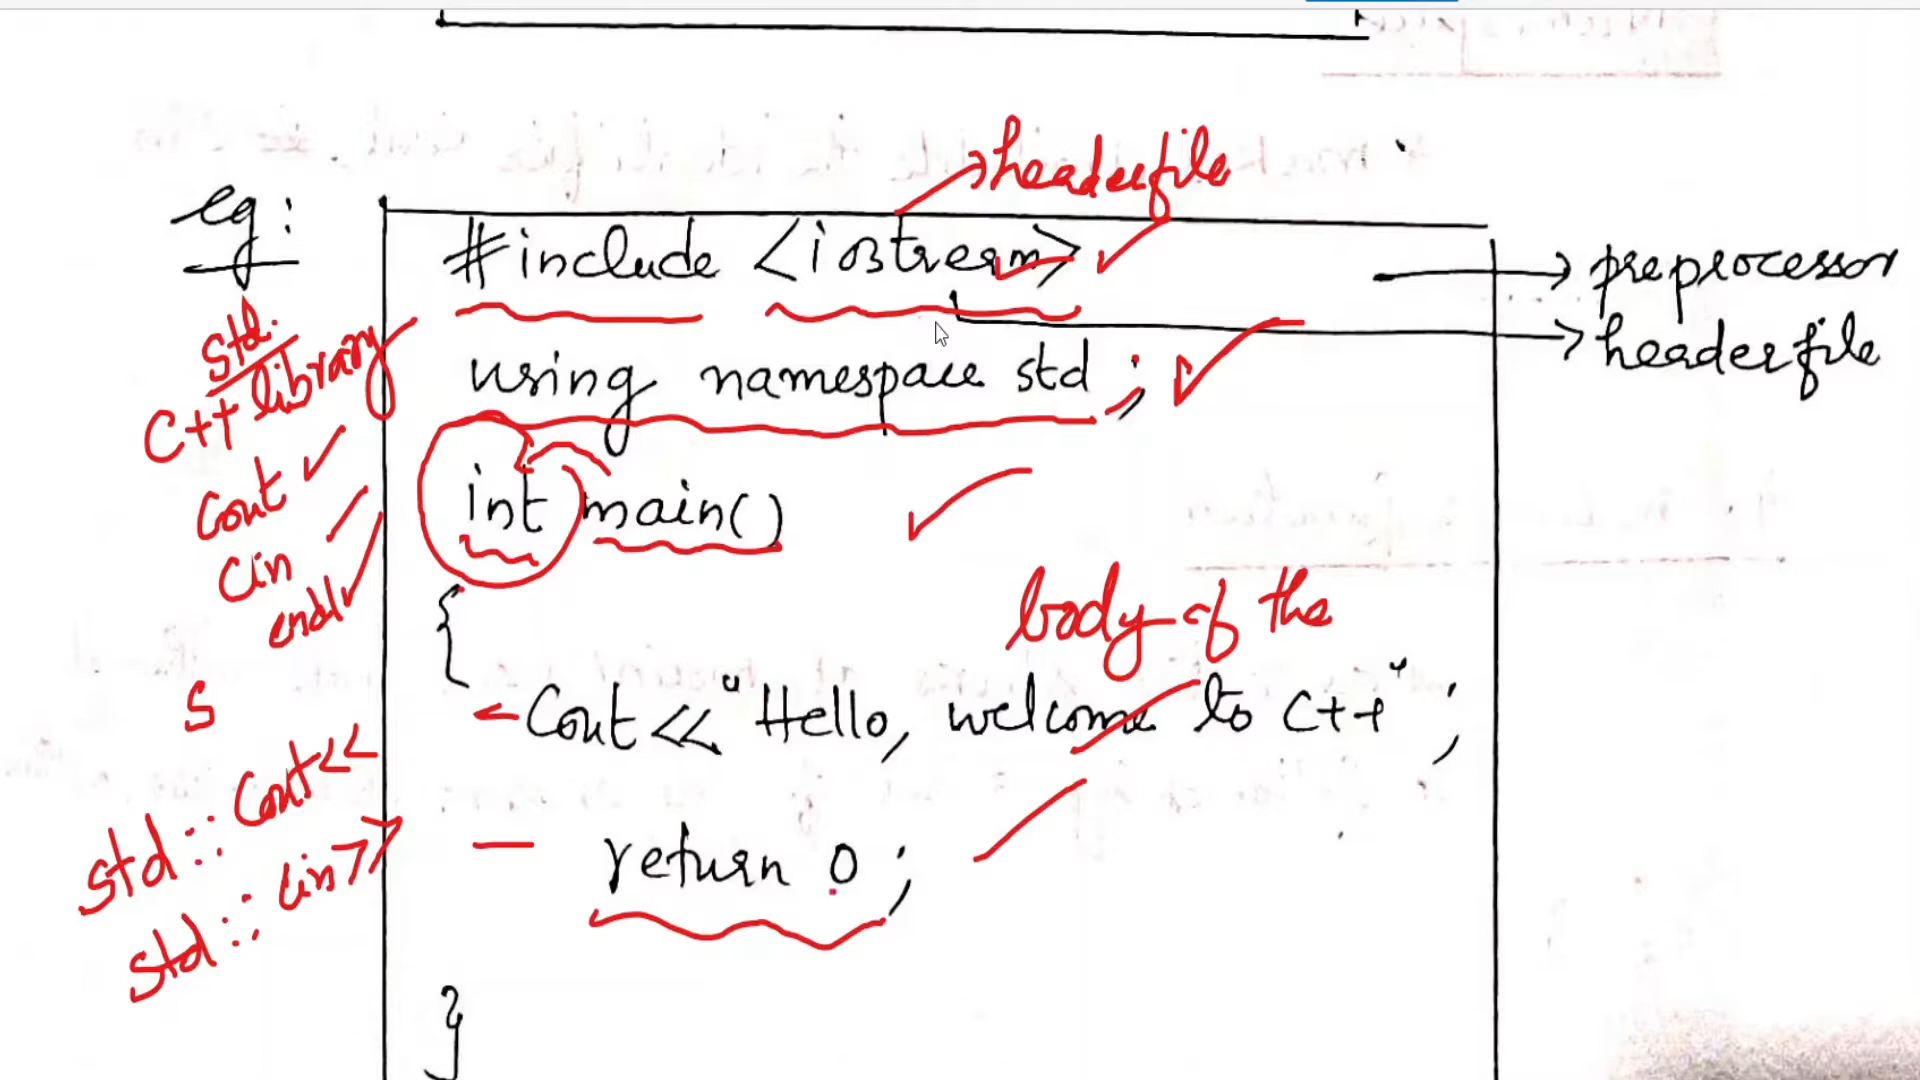 headerfile
eg:
#include <iostream>
preprocessor
headerfile
std.
C++ library
using namespace std;
cout
cin
endl
int main()
{
body of the
Cout<< "Hello, welcome to C++";
S
std:: Cout<<
std:: cin>>
return 0;
}